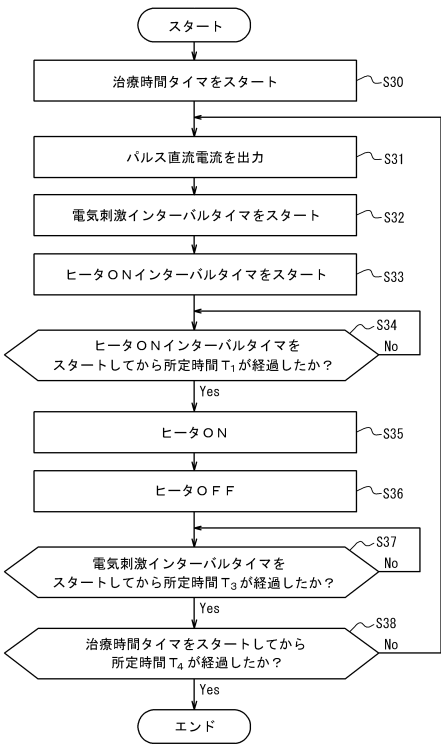 スタート
治療時間タイマをスタート
S30
パルス直流電流を出力
S31
電気刺激インターバルタイマをスタート
S32
ヒータONインターバルタイマをスタート
S33
ヒータONインターバルタイマを
スタートしてから所定時間T₁が経過したか？
S34
No
Yes
ヒータON
S35
ヒータOFF
S36
電気刺激インターバルタイマを
スタートしてから所定時間T₃が経過したか？
S37
No
Yes
治療時間タイマをスタートしてから
所定時間T₄が経過したか？
S38
No
Yes
エンド